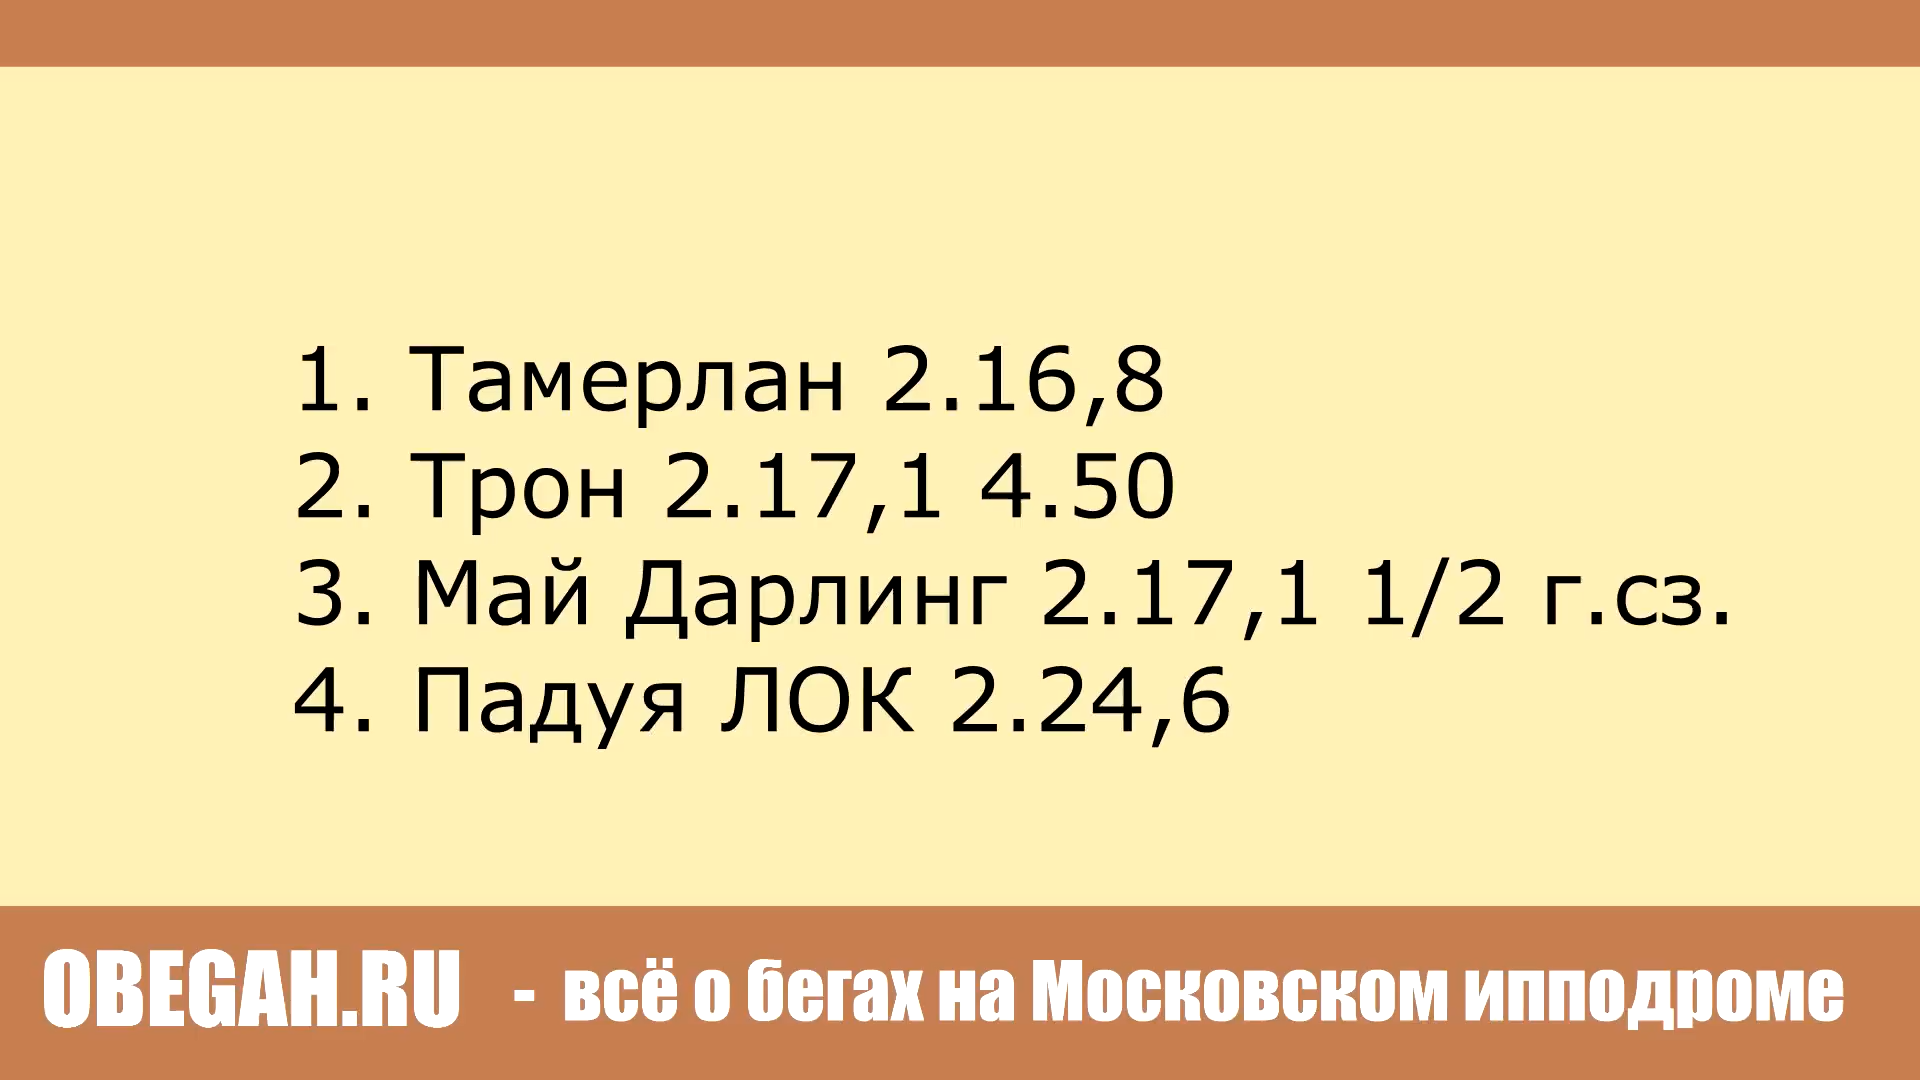 1. Тамерлан 2.16,8
2. Трон 2.17,1 4.50
3. Май Дарлинг 2.17,1 1/2 г.сз.
4. Падуя ЛОК 2.24,6
OBEGAH.RU - всё о бегах на Московском ипподроме